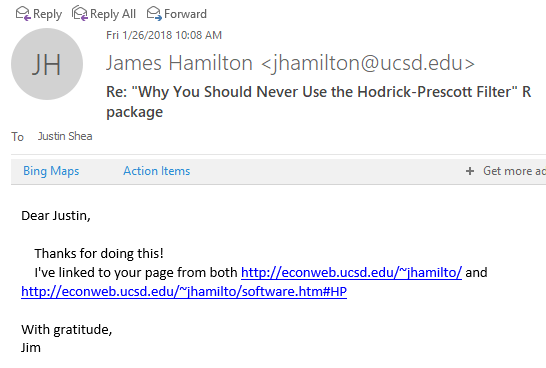 Reply Reply All Forward
Fri 1/26/2018 10:08 AM
JH
James Hamilton <jhamilton@ucsd.edu>
Re: "Why You Should Never Use the Hodrick-Prescott Filter" R
package
To Justin Shea
Bing Maps Action Items + Get more ad
Dear Justin,
Thanks for doing this!
I've linked to your page from both http://econweb.ucsd.edu/~jhamilto/ and
http://econweb.ucsd.edu/~jhamilto/software.htm#HP
With gratitude,
Jim